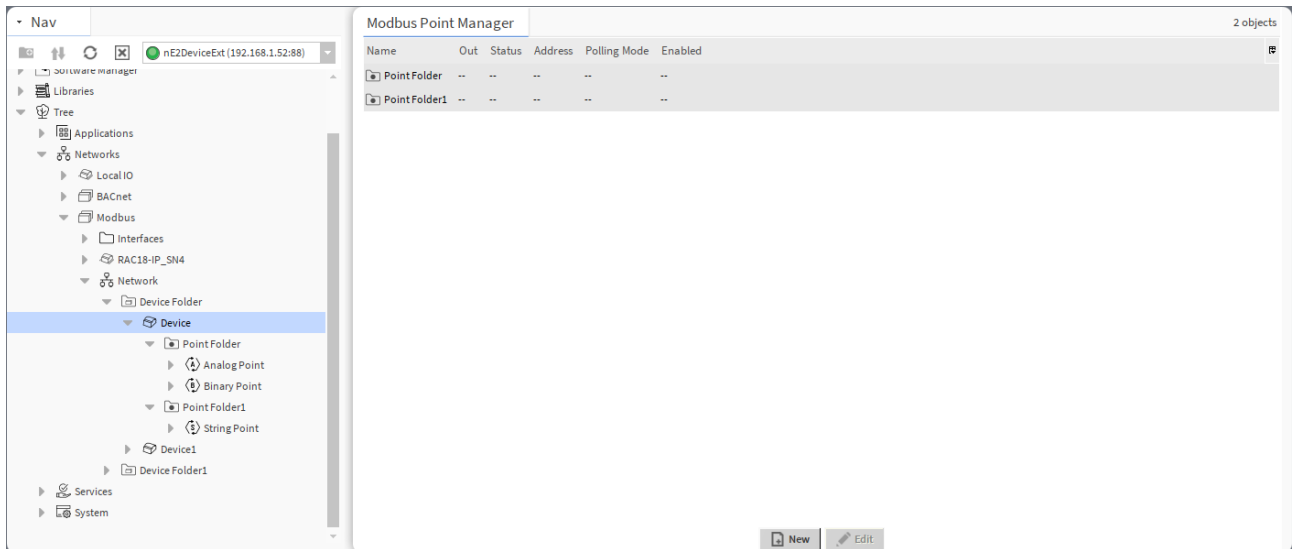 Nav
nE2DeviceExt (192.168.1.52:88)
Software Manager
Libraries
Tree
Applications
Networks
Local IO
BACnet
Modbus
Interfaces
RAC18-IP_SN4
Network
Device Folder
Device
Point Folder
Analog Point
Binary Point
Point Folder1
String Point
Device1
Device Folder1
Services
System
Modbus Point Manager 2 objects
Name Out Status Address Polling Mode Enabled
Point Folder -- -- -- -- --
Point Folder1 -- -- -- -- --
New Edit